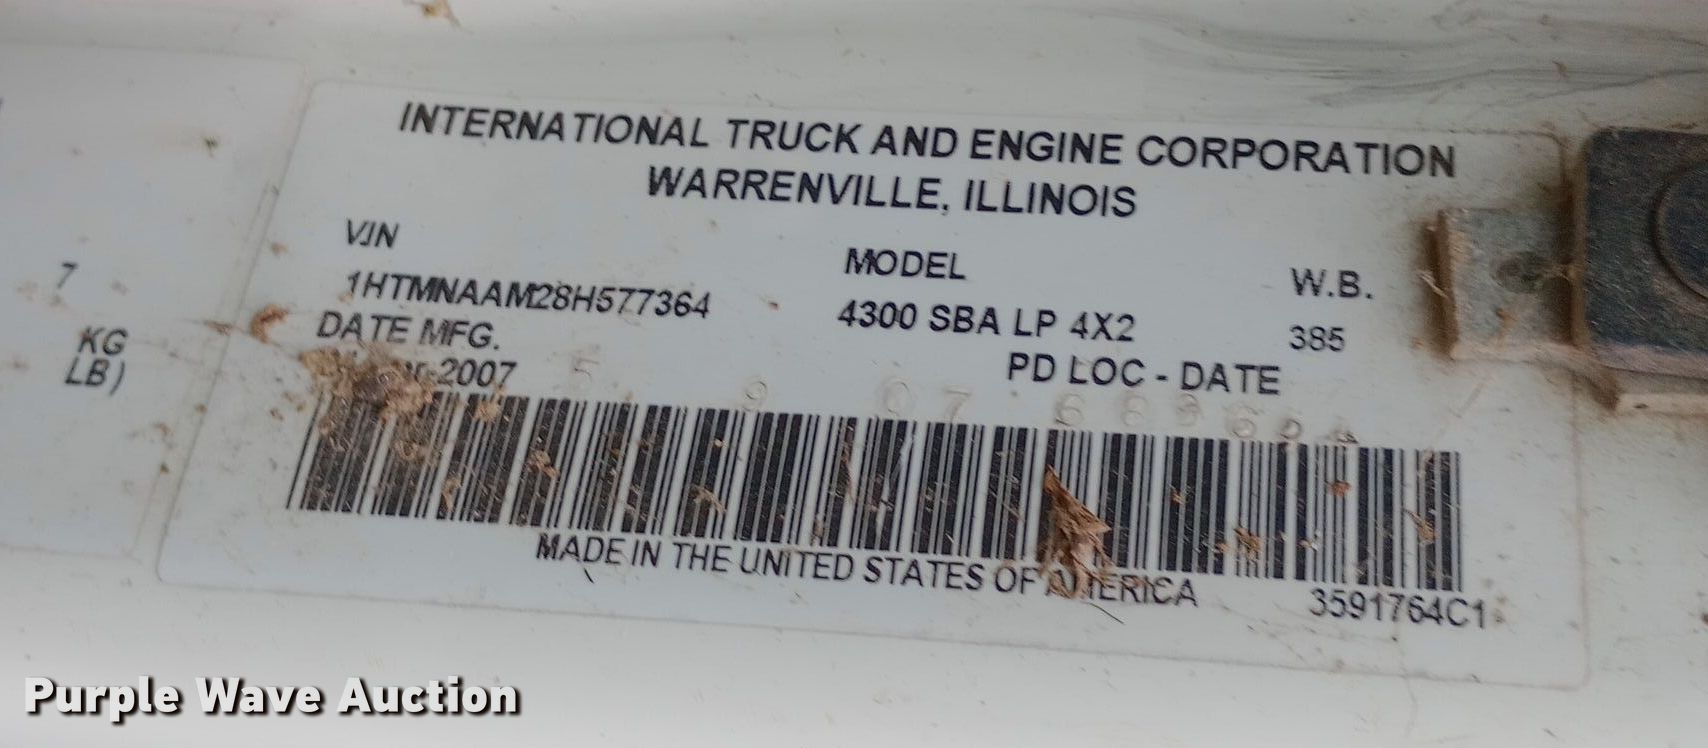 INTERNATIONAL TRUCK AND ENGINE CORPORATION
WARRENVILLE, ILLINOIS
VIN
MODEL
W.B.
1HTMNAAM28H577364
4300 SBA LP 4X2
385
DATE MFG.
PD LOC - DATE
2007
7
KG
LB)
MADE IN THE UNITED STATES OF AMERICA
3591764C1
Purple Wave Auction